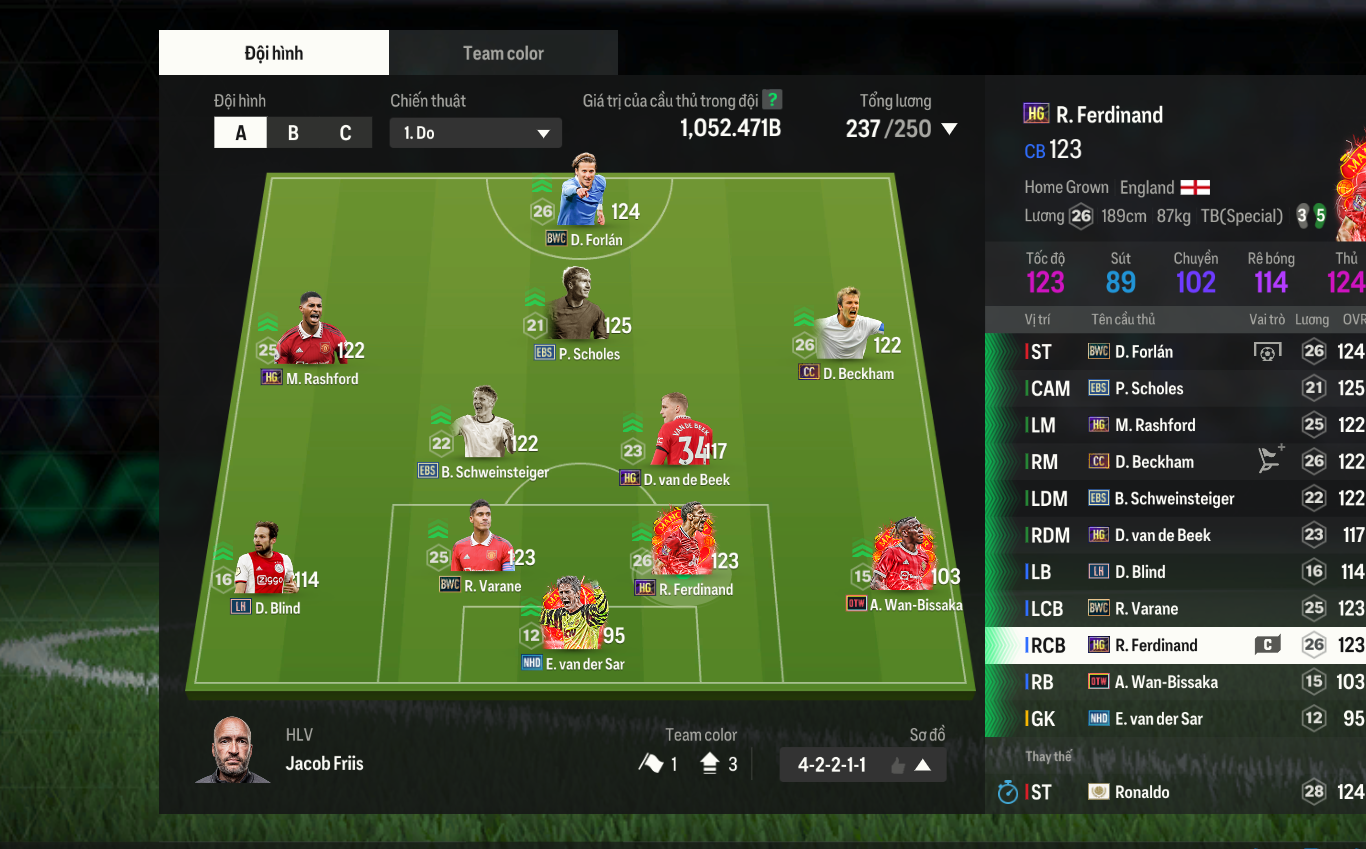 Đội hình
Team color
Đội hình
A B C
Chiến thuật
1. Do
Giá trị của cầu thủ trong đội ?
1,052.471B
Tổng lương
237 /250
26 124
BWC D. Forlán
21 125
EBS P. Scholes
25 122
HG M. Rashford
26 122
CC D. Beckham
22 122
EBS B. Schweinsteiger
VAN DE BEEK
34
23 117
HG D. van de Beek
Ziggo
16 114
LH D. Blind
25 123
BWC R. Varane
26 123
HG R. Ferdinand
15 103
OTW A. Wan-Bissaka
12 95
NHD E. van der Sar
HLV
Jacob Friis
Team color
1 3
Sơ đồ
4-2-2-1-1
HG R. Ferdinand
CB 123
Home Grown England
Lương 26 189cm 87kg TB(Special) 3 5
Tốc độ Sút Chuyền Rê bóng Thủ
123 89 102 114 124
Vị trí Tên cầu thủ Vai trò Lương OVR
ST BWC D. Forlán 26 124
CAM EBS P. Scholes 21 125
LM HG M. Rashford 25 122
RM CC D. Beckham 26 122
LDM EBS B. Schweinsteiger 22 122
RDM HG D. van de Beek 23 117
LB LH D. Blind 16 114
LCB BWC R. Varane 25 123
RCB HG R. Ferdinand C 26 123
RB OTW A. Wan-Bissaka 15 103
GK NHD E. van der Sar 12 95
Thay thế
ST Ronaldo 28 124